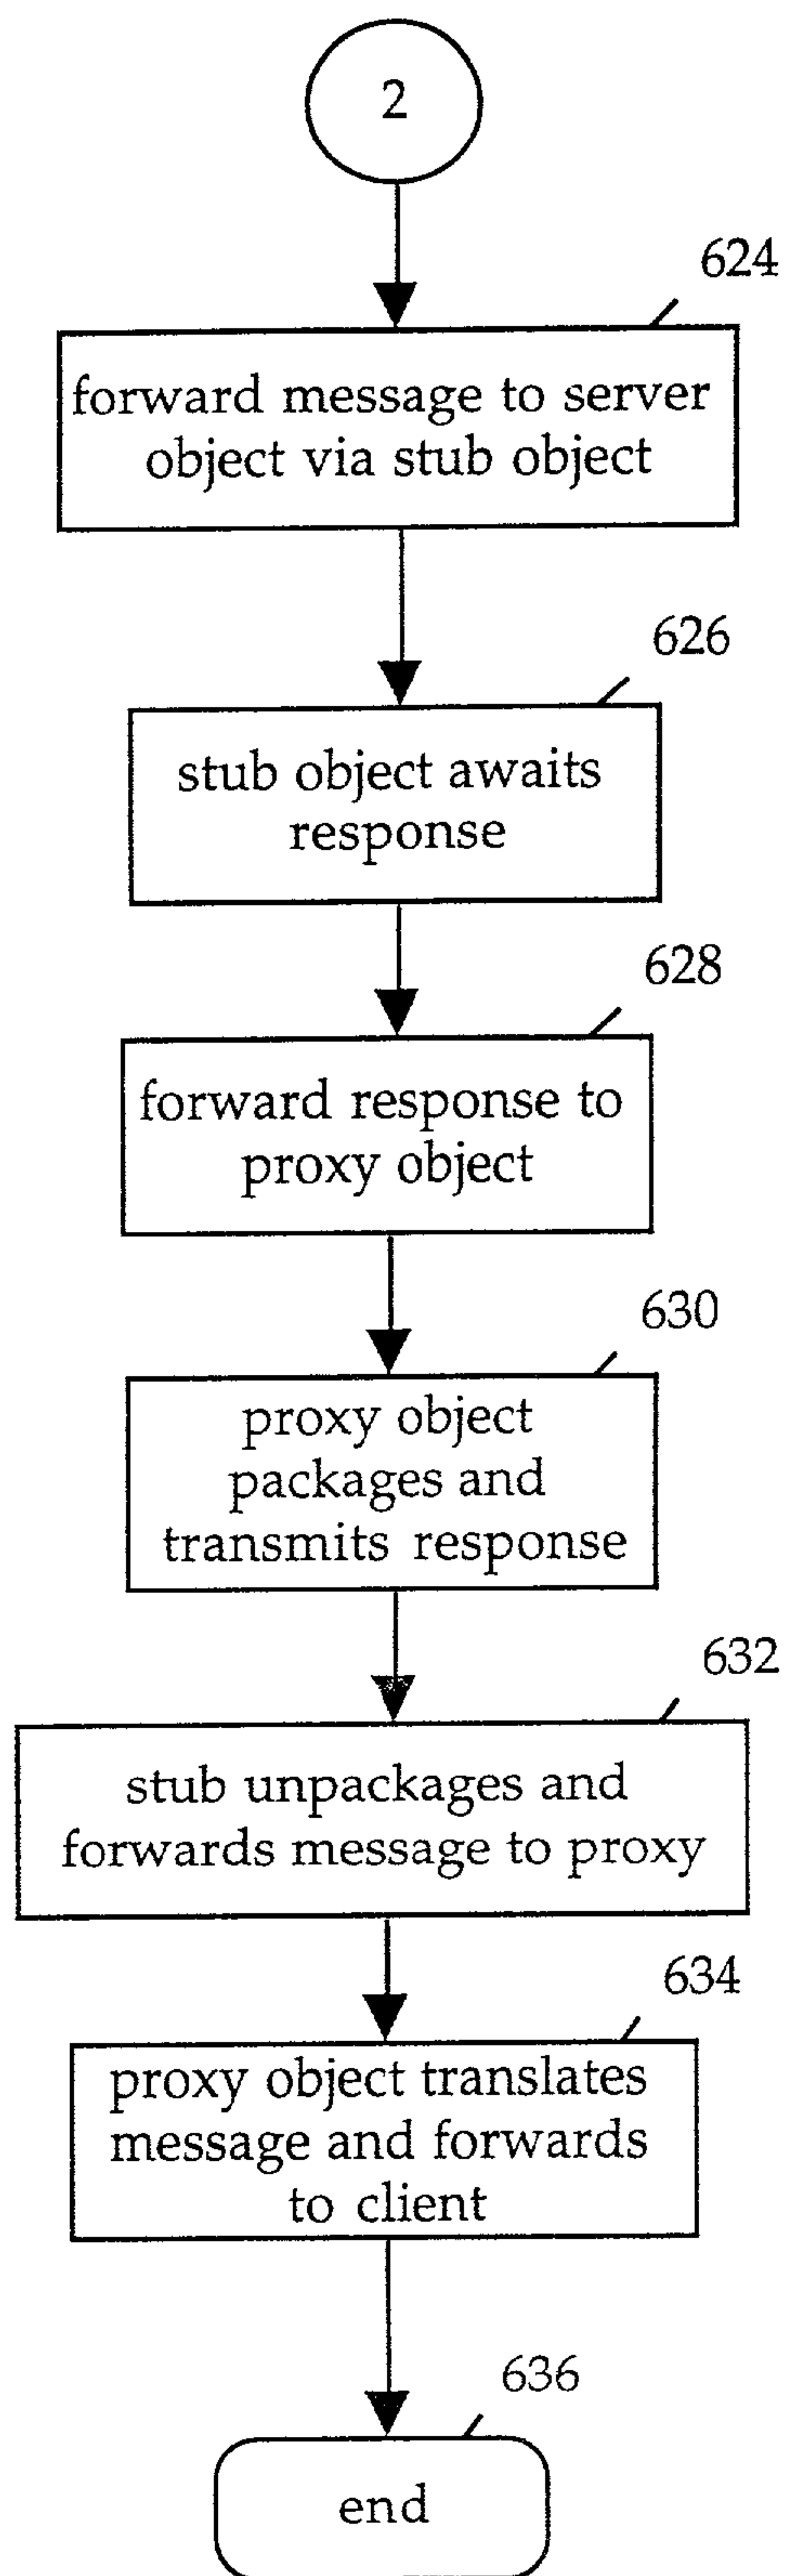 2
624
forward message to server
object via stub object
626
stub object awaits
response
628
forward response to
proxy object
630
proxy object
packages and
transmits response
632
stub unpackages and
forwards message to proxy
634
proxy object translates
message and forwards
to client
636
end